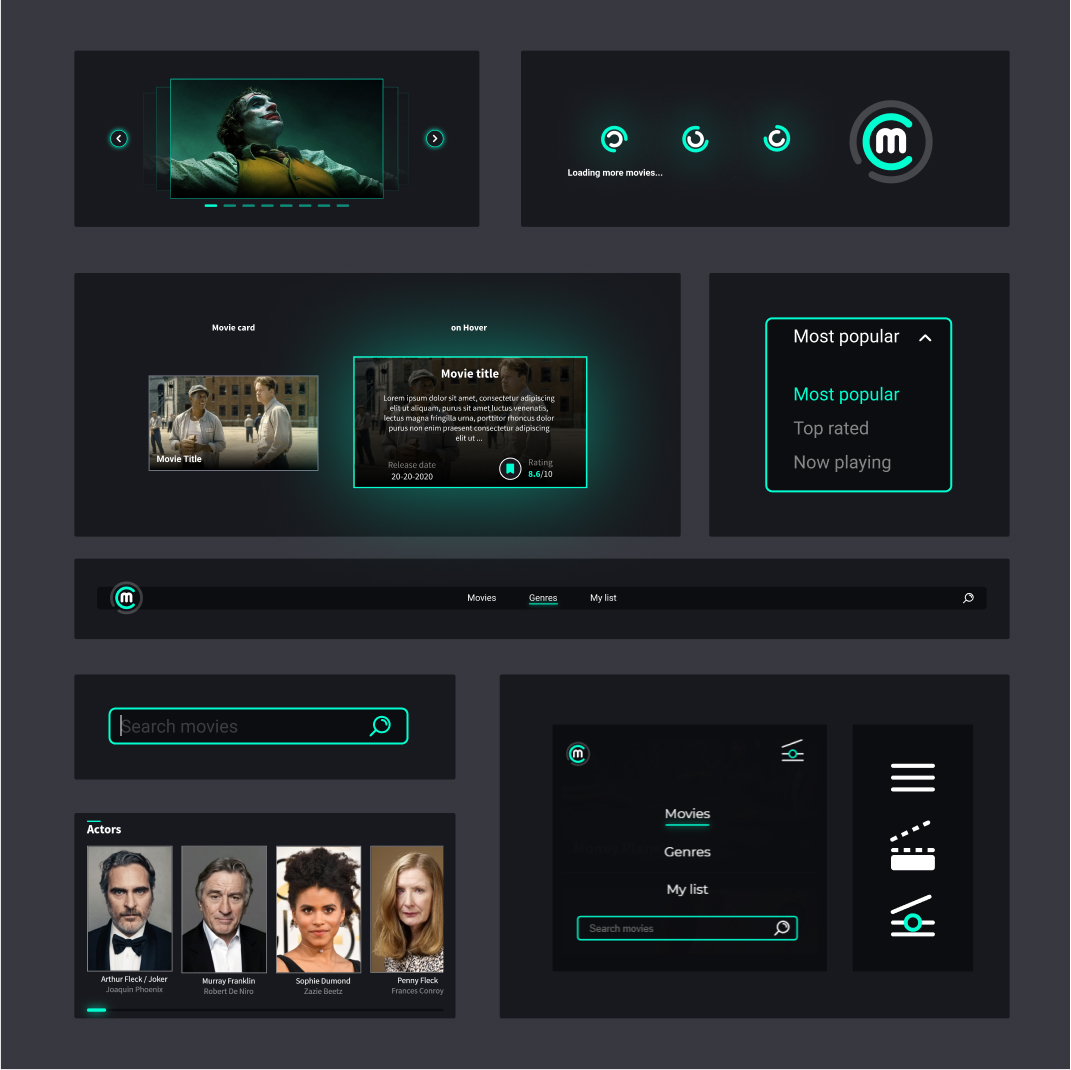 m
Loading more movies...
Movie card
on Hover
Movie Title
Movie title
Lorem ipsum dolor sit amet, consectetur adipiscing
elit ut aliquam, purus sit amet luctus venenatis,
lectus magna fringilla urna, porttitor rhoncus dolor
purus non enim praesent consectetur adipiscing
elit ut ...
Release date
20-20-2020
Rating
8.6/10
Most popular
Most popular
Top rated
Now playing
m
Movies
Genres
My list
Search movies
Actors
Arthur Fleck / Joker
Joaquin Phoenix
Murray Franklin
Robert De Niro
Sophie Dumond
Zazie Beetz
Penny Fleck
Frances Conroy
m
Movies
Genres
My list
Search movies